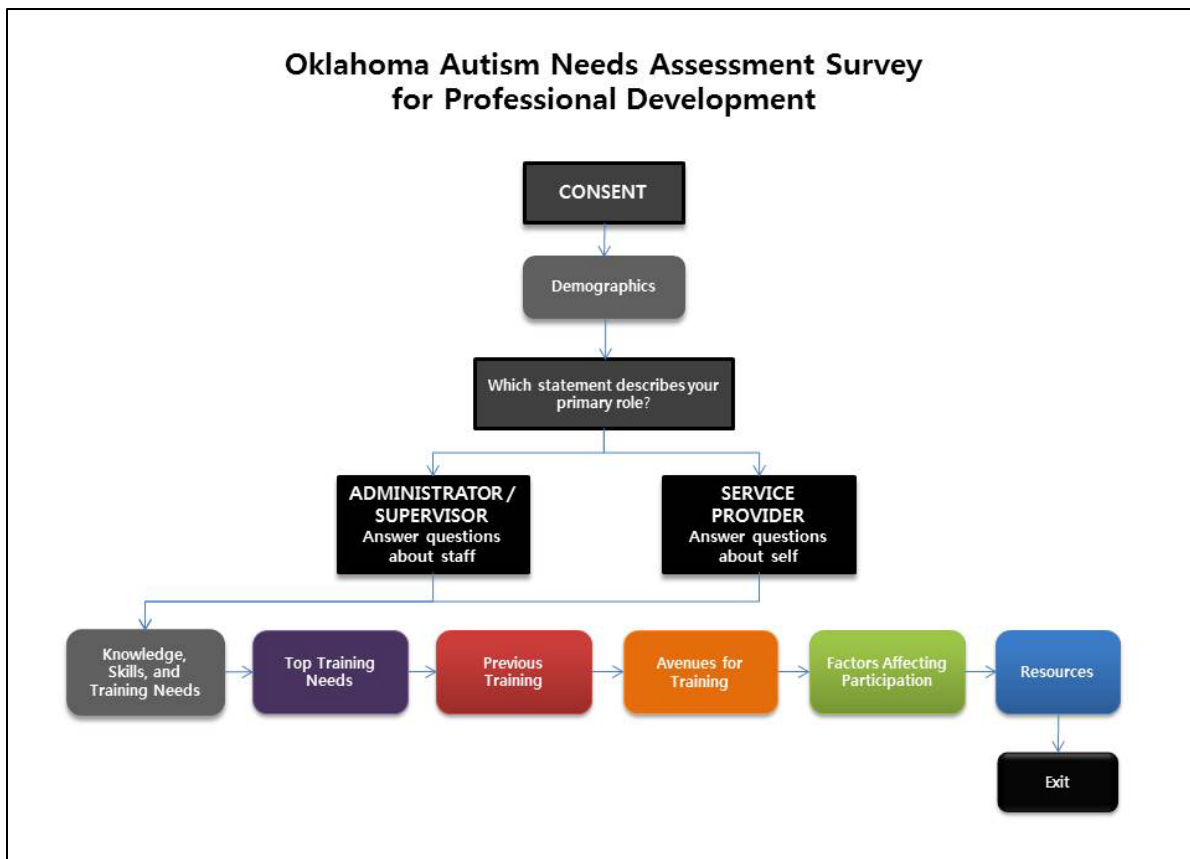 Oklahoma Autism Needs Assessment Survey
for Professional Development
CONSENT
Demographics
Which statement describes your
primary role?
ADMINISTRATOR /
SUPERVISOR
Answer questions
about staff
SERVICE
PROVIDER
Answer questions
about self
Knowledge,
Skills, and
Training Needs
Top Training
Needs
Previous
Training
Avenues for
Training
Factors Affecting
Participation
Resources
Exit